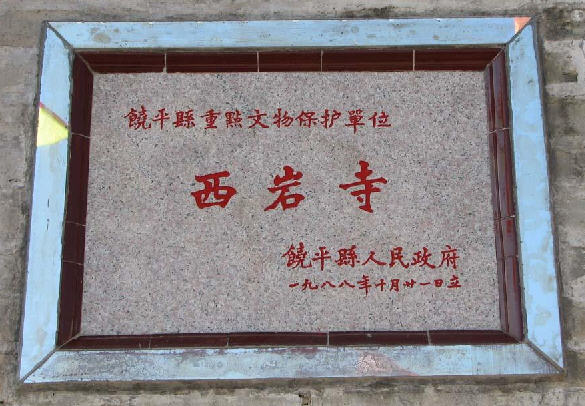 饒平縣重點文物保护單位
西岩寺
饒平縣人民政府
一九八八年十月廿一日立